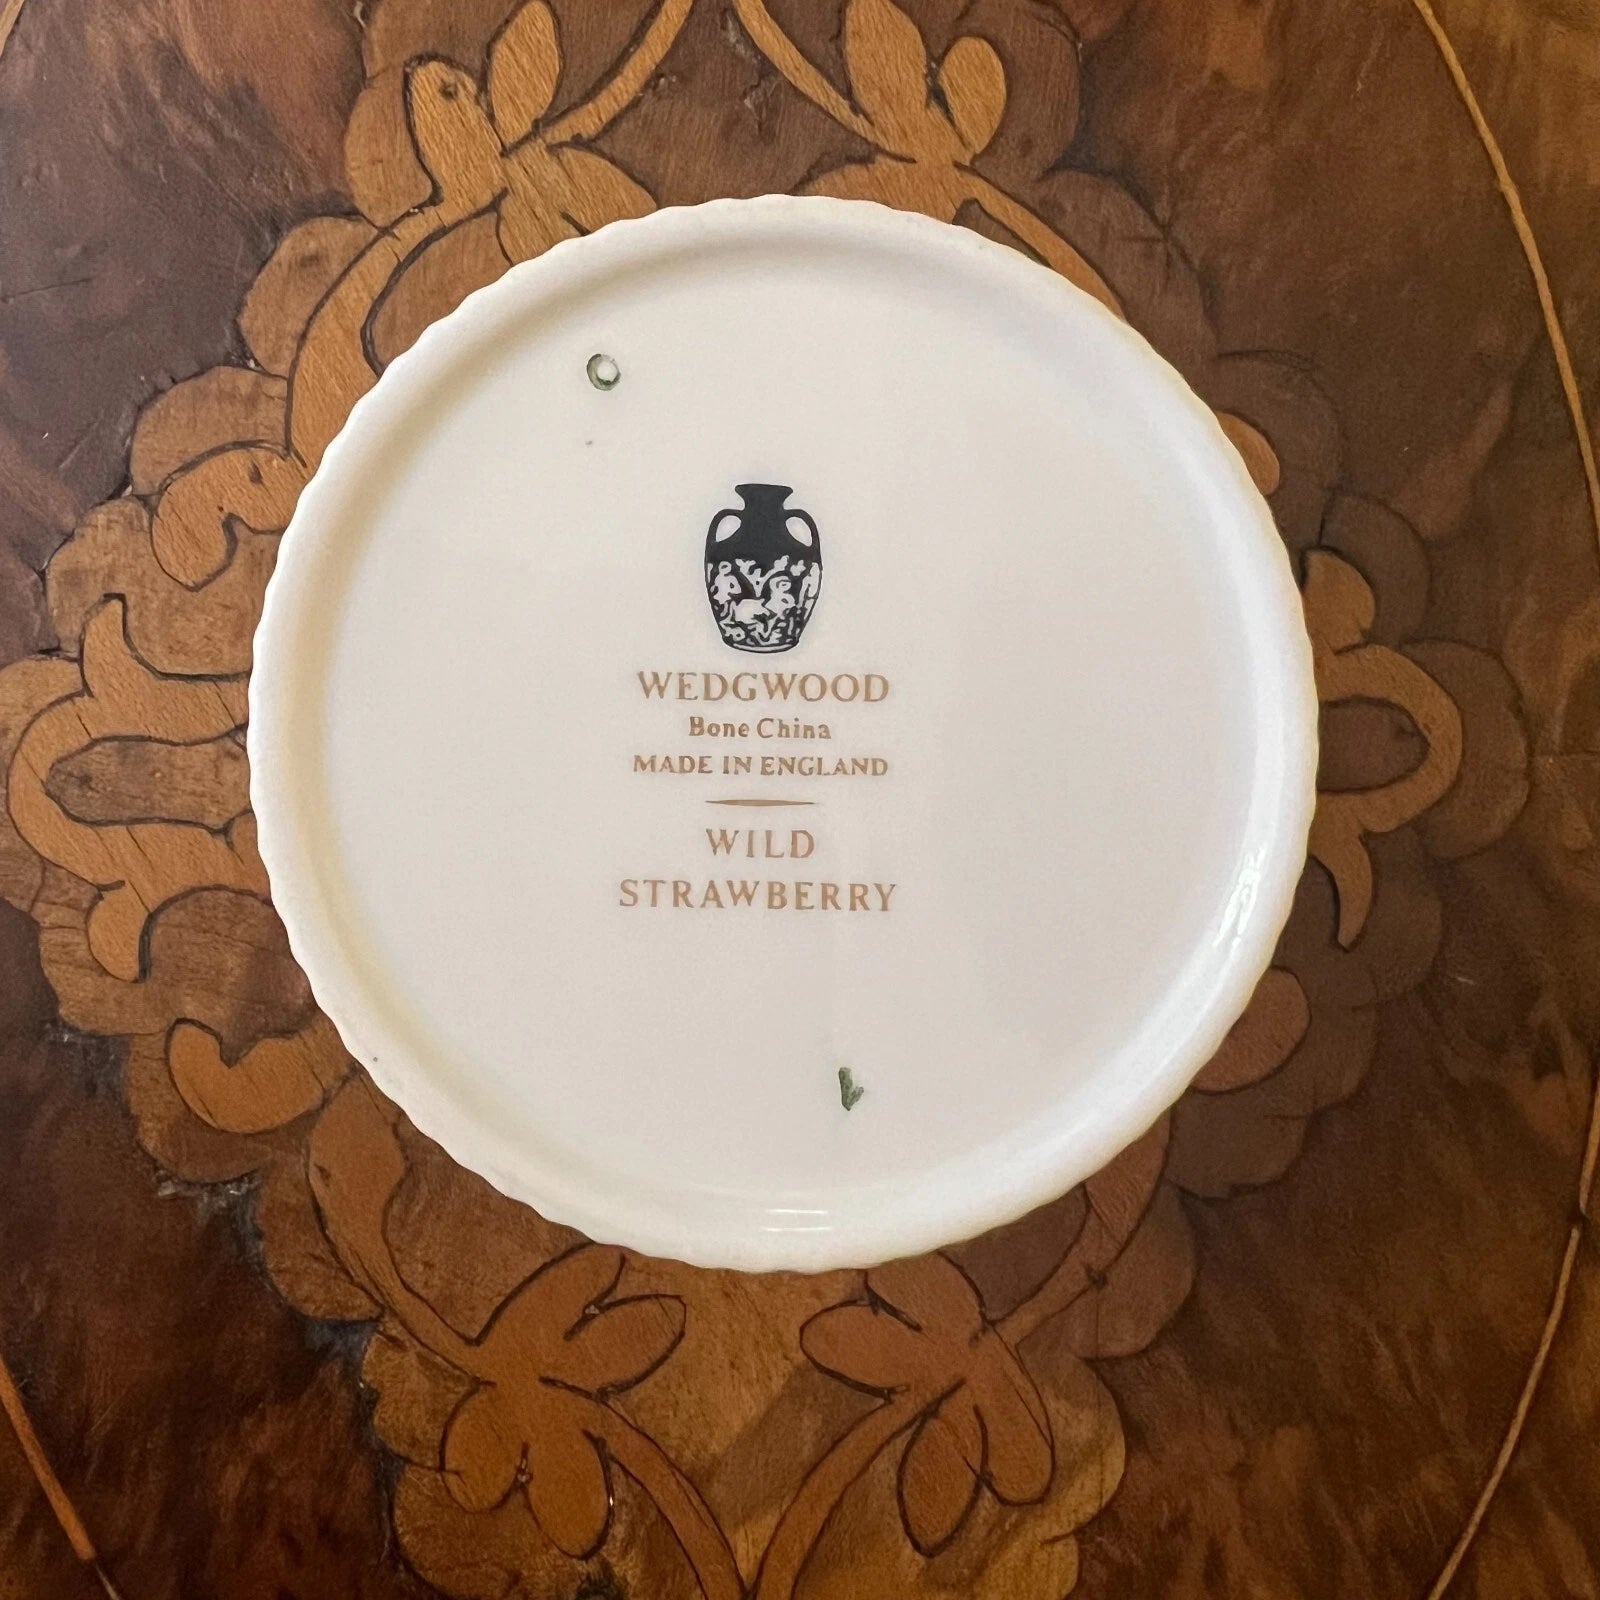 WEDGWOOD
Bone China
MADE IN ENGLAND
WILD
STRAWBERRY